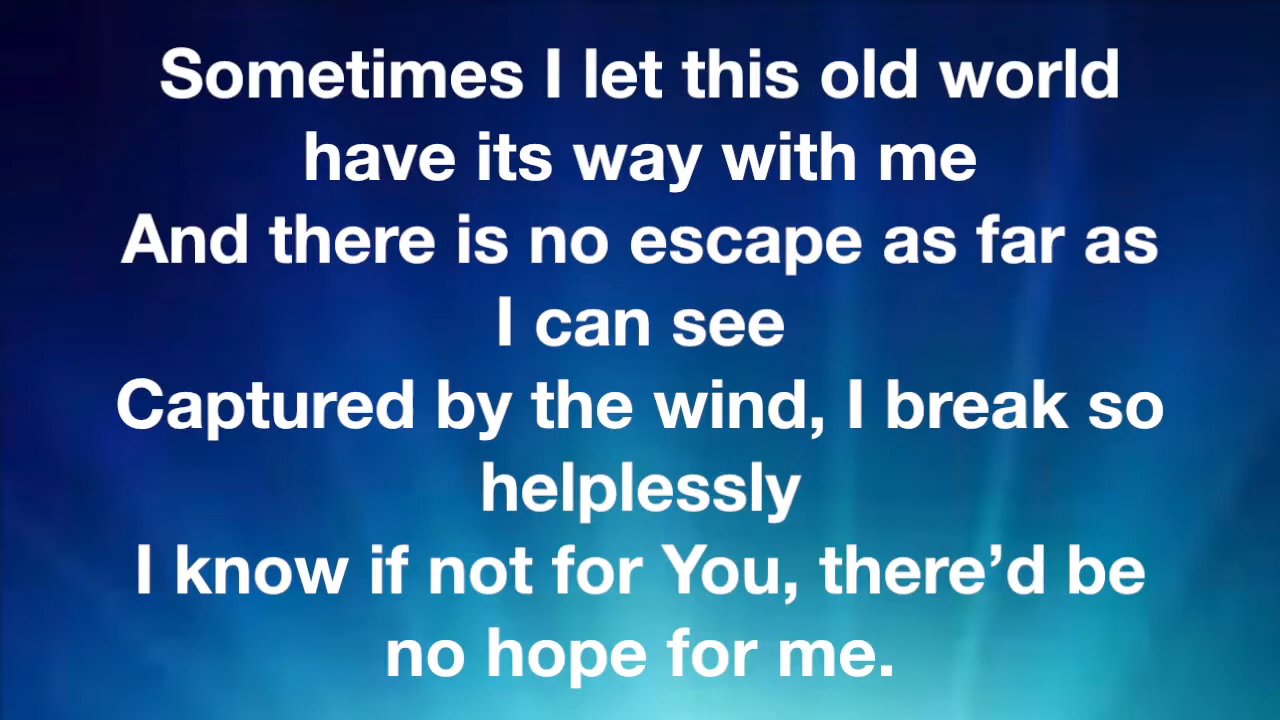 Sometimes I let this old world
have its way with me
And there is no escape as far as
I can see
Captured by the wind, I break so
helplessly
I know if not for You, there’d be
no hope for me.